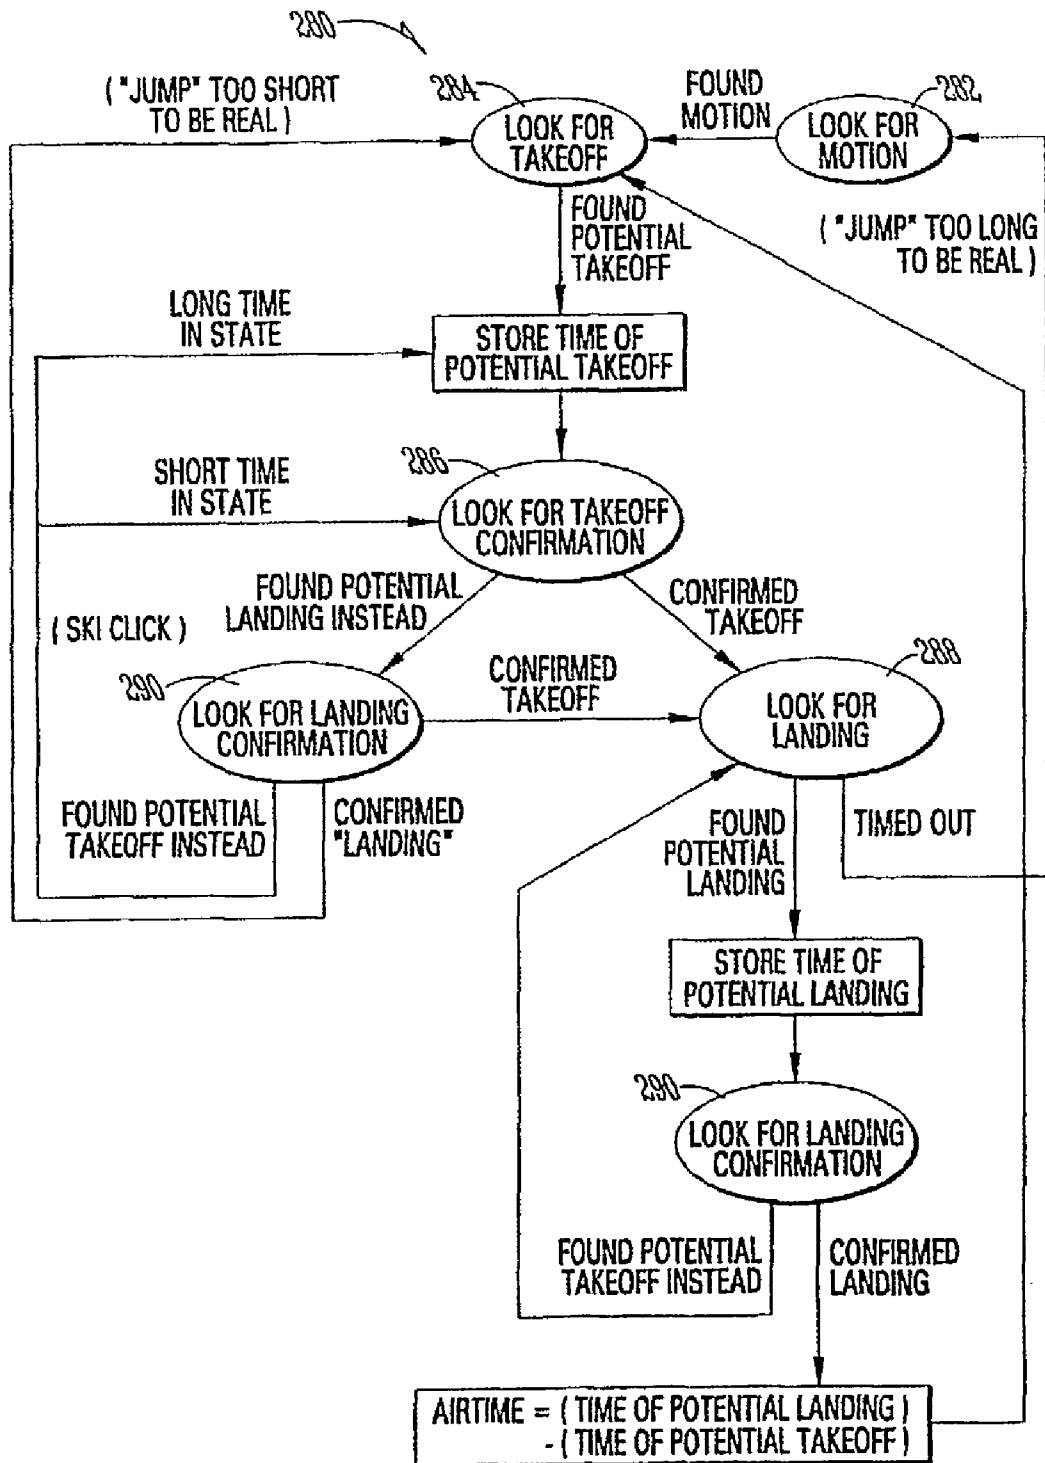 280
( "JUMP" TOO SHORT
TO BE REAL )
284
LOOK FOR
TAKEOFF
FOUND
MOTION
282
LOOK FOR
MOTION
FOUND
POTENTIAL
TAKEOFF
( "JUMP" TOO LONG
TO BE REAL )
LONG TIME
IN STATE
STORE TIME OF
POTENTIAL TAKEOFF
SHORT TIME
IN STATE
286
LOOK FOR TAKEOFF
CONFIRMATION
FOUND POTENTIAL
LANDING INSTEAD
CONFIRMED
TAKEOFF
( SKI CLICK )
290
LOOK FOR LANDING
CONFIRMATION
CONFIRMED
TAKEOFF
288
LOOK FOR
LANDING
FOUND POTENTIAL
TAKEOFF INSTEAD
CONFIRMED
"LANDING"
FOUND
POTENTIAL
LANDING
TIMED OUT
STORE TIME OF
POTENTIAL LANDING
290
LOOK FOR LANDING
CONFIRMATION
FOUND POTENTIAL
TAKEOFF INSTEAD
CONFIRMED
LANDING
AIRTIME = ( TIME OF POTENTIAL LANDING )
- ( TIME OF POTENTIAL TAKEOFF )